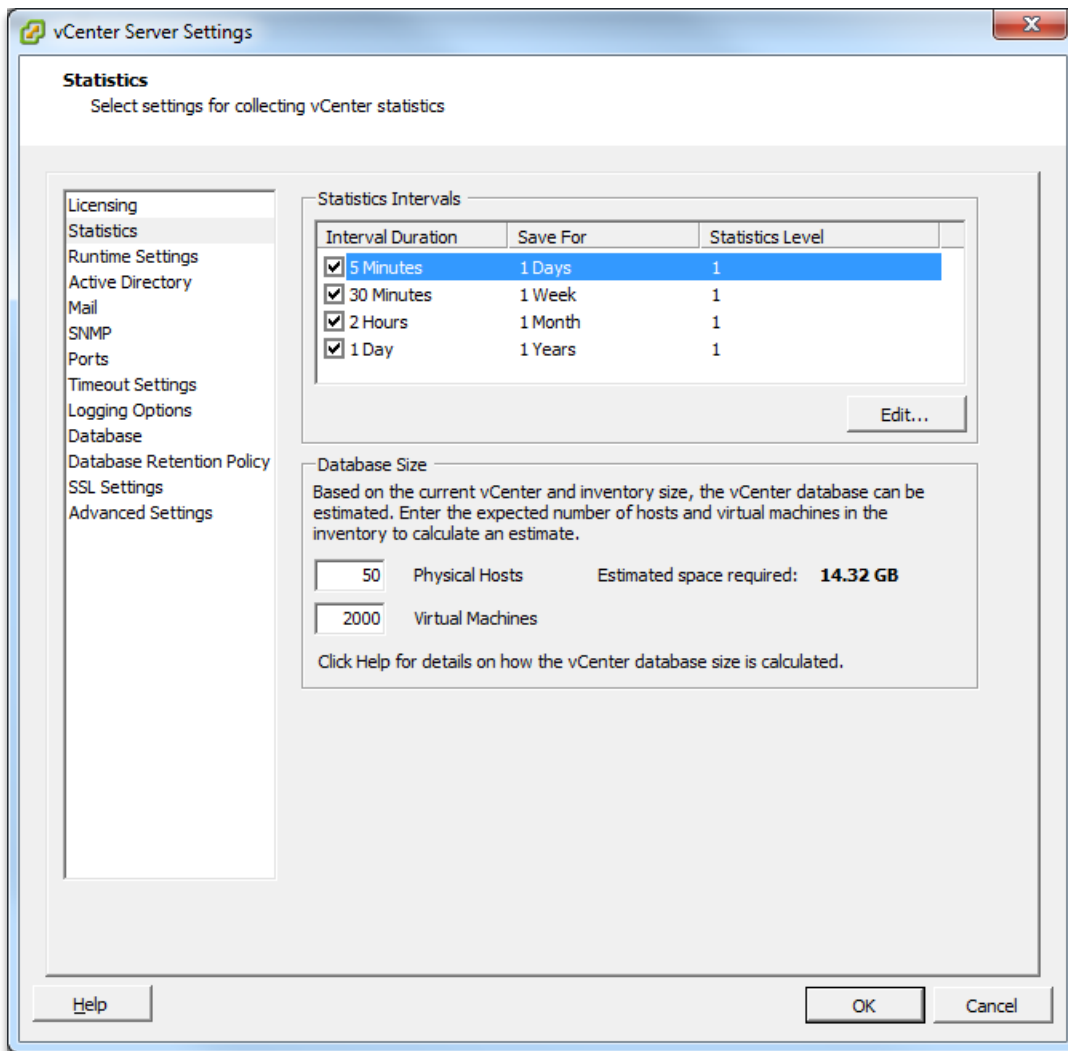 vCenter Server Settings
Statistics
Select settings for collecting vCenter statistics
Licensing
Statistics
Runtime Settings
Active Directory
Mail
SNMP
Ports
Timeout Settings
Logging Options
Database
Database Retention Policy
SSL Settings
Advanced Settings
Statistics Intervals
Interval Duration Save For Statistics Level
5 Minutes 1 Days 1
30 Minutes 1 Week 1
2 Hours 1 Month 1
1 Day 1 Years 1
Edit...
Database Size
Based on the current vCenter and inventory size, the vCenter database can be
estimated. Enter the expected number of hosts and virtual machines in the
inventory to calculate an estimate.
50 Physical Hosts Estimated space required: 14.32 GB
2000 Virtual Machines
Click Help for details on how the vCenter database size is calculated.
Help OK Cancel